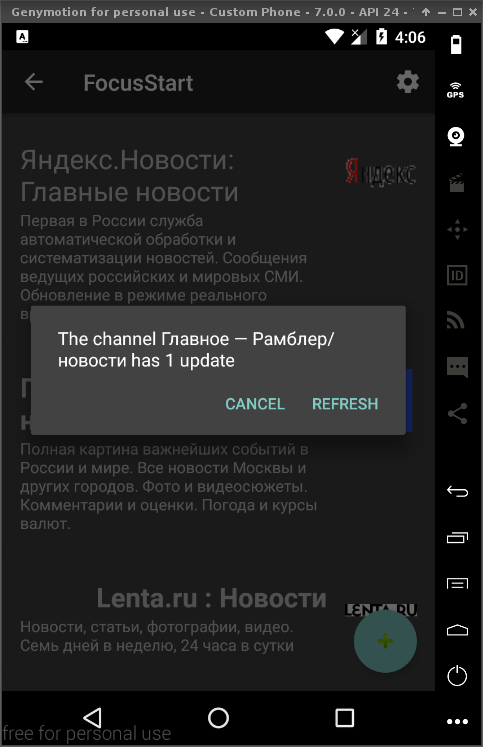 Genymotion for personal use - Custom Phone - 7.0.0 - API 24 -
4:06
FocusStart
GPS
Яндекс.Новости:
Главные новости
Яндекс
Первая в России служба
автоматической обработки и
систематизации новостей. Сообщения
ведущих российских и мировых СМИ.
Обновление в режиме реального
The channel Главное — Рамблер/
новости has 1 update
CANCEL REFRESH
ID
Полная картина важнейших событий в
России и мире. Все новости Москвы и
других городов. Фото и видеосюжеты.
Комментарии и оценки. Погода и курсы
валют.
Lenta.ru : Новости
LENTA.RU
Новости, статьи, фотографии, видео.
Семь дней в неделю, 24 часа в сутки
free for personal use